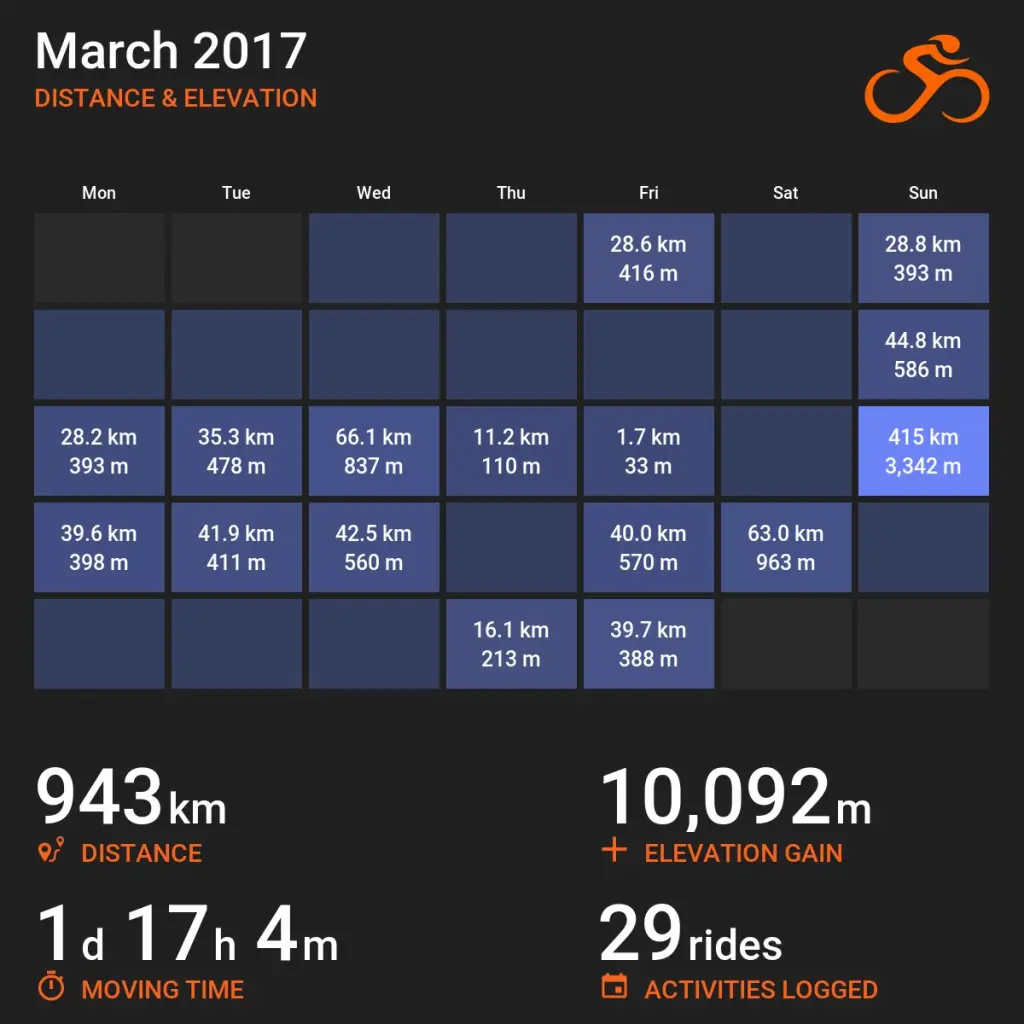 March 2017
DISTANCE & ELEVATION
Mon Tue Wed Thu Fri Sat Sun
28.6 km 28.8 km
416 m 393 m
44.8 km
586 m
28.2 km 35.3 km 66.1 km 11.2 km 1.7 km 415 km
393 m 478 m 837 m 110 m 33 m 3,342 m
39.6 km 41.9 km 42.5 km 40.0 km 63.0 km
398 m 411 m 560 m 570 m 963 m
16.1 km 39.7 km
213 m 388 m
943 km 10,092 m
DISTANCE ELEVATION GAIN
1 d 17 h 4 m 29 rides
MOVING TIME ACTIVITIES LOGGED